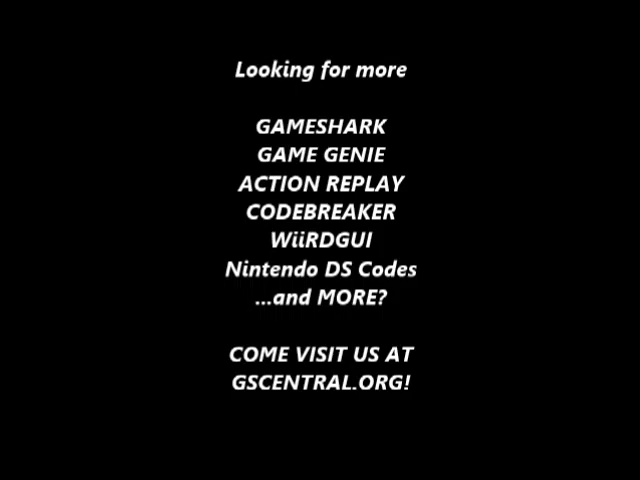 Looking for more
GAMESHARK
GAME GENIE
ACTION REPLAY
CODEBREAKER
WiiRDGUI
Nintendo DS Codes
...and MORE?
COME VISIT US AT
GSCENTRAL.ORG!